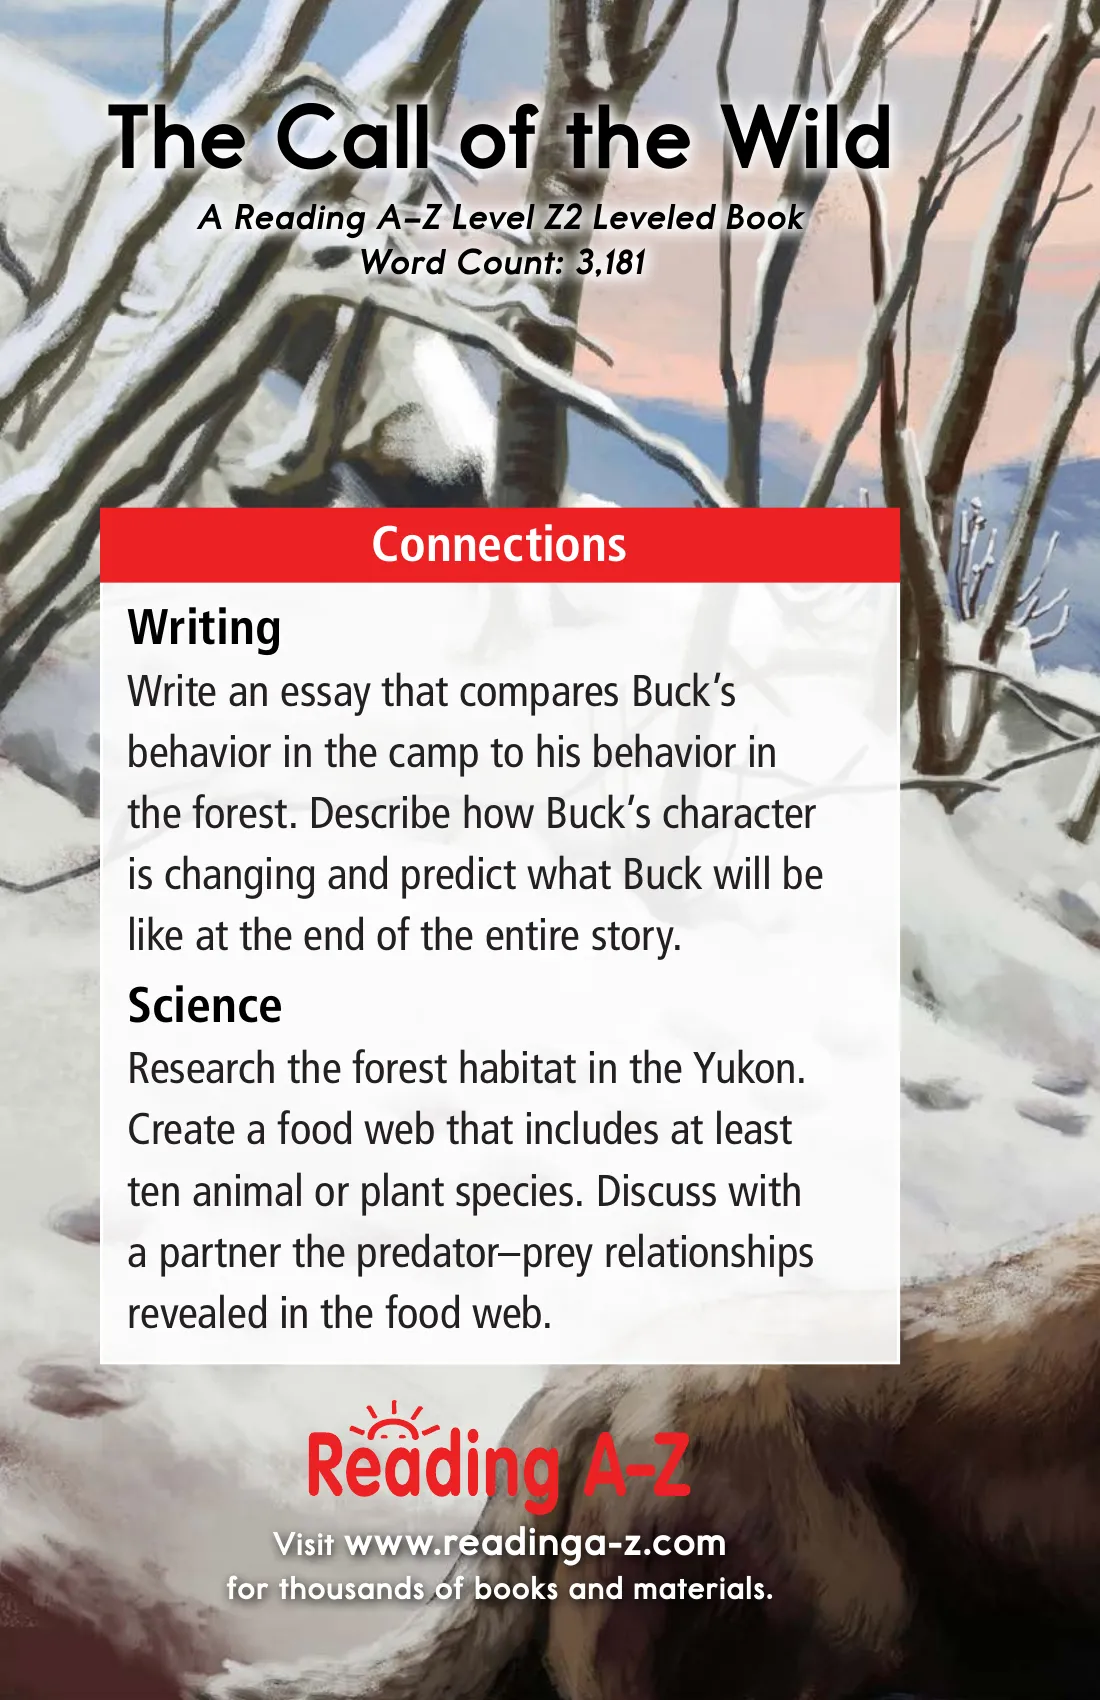 The Call of the Wild
A Reading A–Z Level Z2 Leveled Book
Word Count: 3,181
Connections
Writing
Write an essay that compares Buck’s
behavior in the camp to his behavior in
the forest. Describe how Buck’s character
is changing and predict what Buck will be
like at the end of the entire story.
Science
Research the forest habitat in the Yukon.
Create a food web that includes at least
ten animal or plant species. Discuss with
a partner the predator–prey relationships
revealed in the food web.
Reading A–Z
Visit www.readinga-z.com
for thousands of books and materials.